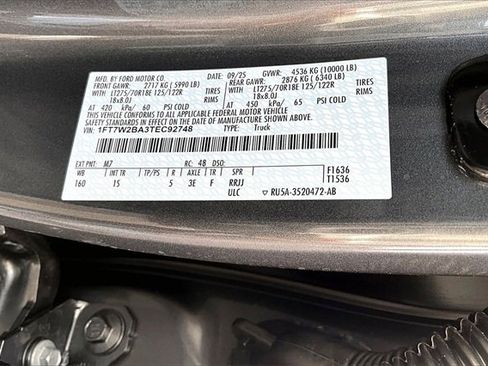 MFD. BY FORD MOTOR CO. 09/25 GVWR: 4536 KG (10000 LB)
FRONT GAWR: 2717 KG (5990 LB) REAR GAWR: 2876 KG (6340 LB)
LT275/70R18E 125/122R TIRES LT275/70R18E 125/122R TIRES
18x8.0J RIMS 18x8.0J RIMS
AT 420 kPa/ 60 PSI COLD AT 450 kPa/ 65 PSI COLD
THIS VEHICLE CONFORMS TO ALL APPLICABLE FEDERAL MOTOR VEHICLE
SAFETY STANDARDS IN EFFECT ON THE DATE OF MANUFACTURE SHOWN ABOVE.
VIN: 1FT7W2BA3TEC92748 TYPE: Truck
EXT PNT: M7 RC: 48 DSO: F1636
WB INT TR TP/PS R AXLE TR SPR T1536
160 15 5 3E F RRJJ
ULC ▼ RU5A-3520472-AB